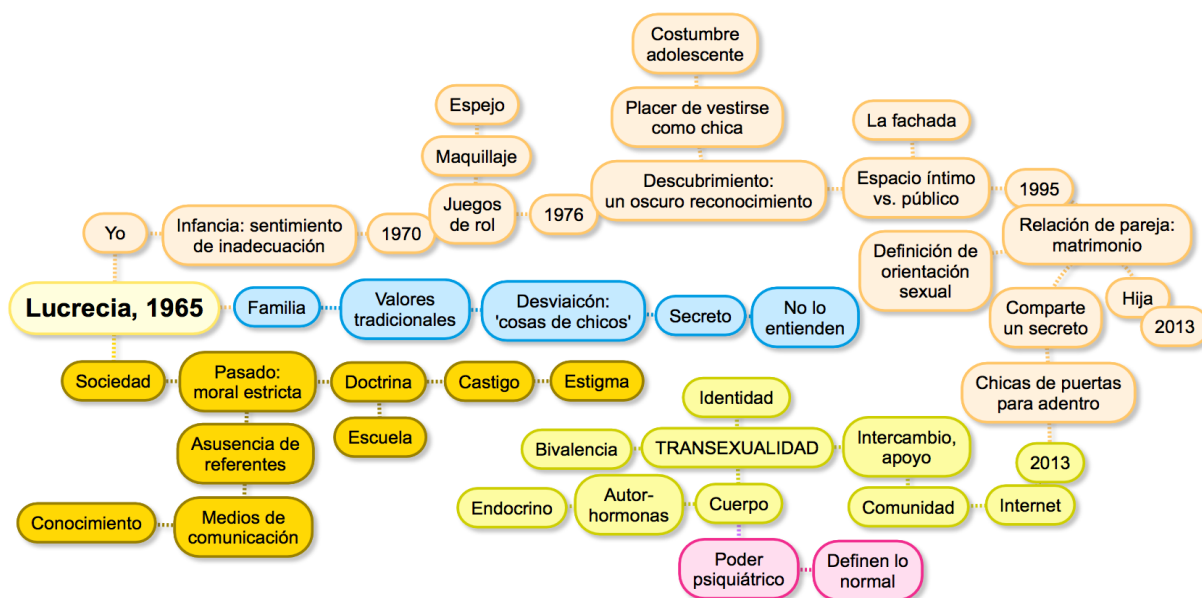 Costumbre
adolescente
Placer de vestirse
como chica
Espejo
Maquillaje
La fachada
Yo
Infancia: sentimiento
de inadecuación
1970
Juegos
de rol
1976
Descubrimiento:
un oscuro reconocimiento
Espacio íntimo
vs. público
1995
Relación de pareja:
matrimonio
Definición de
orientación
sexual
Comparte
un secreto
Hija
2013
Chicas de puertas
para adentro
Lucrecia, 1965
Familia
Valores
tradicionales
Desviaicón:
'cosas de chicos'
Secreto
No lo
entienden
Sociedad
Pasado:
moral estricta
Doctrina
Castigo
Estigma
Escuela
Asusencia de
referentes
Conocimiento
Medios de
comunicación
Identidad
Bivalencia
TRANSEXUALIDAD
Intercambio,
apoyo
2013
Endocrino
Autor-
hormonas
Cuerpo
Comunidad
Internet
Poder
psiquiátrico
Definen lo
normal